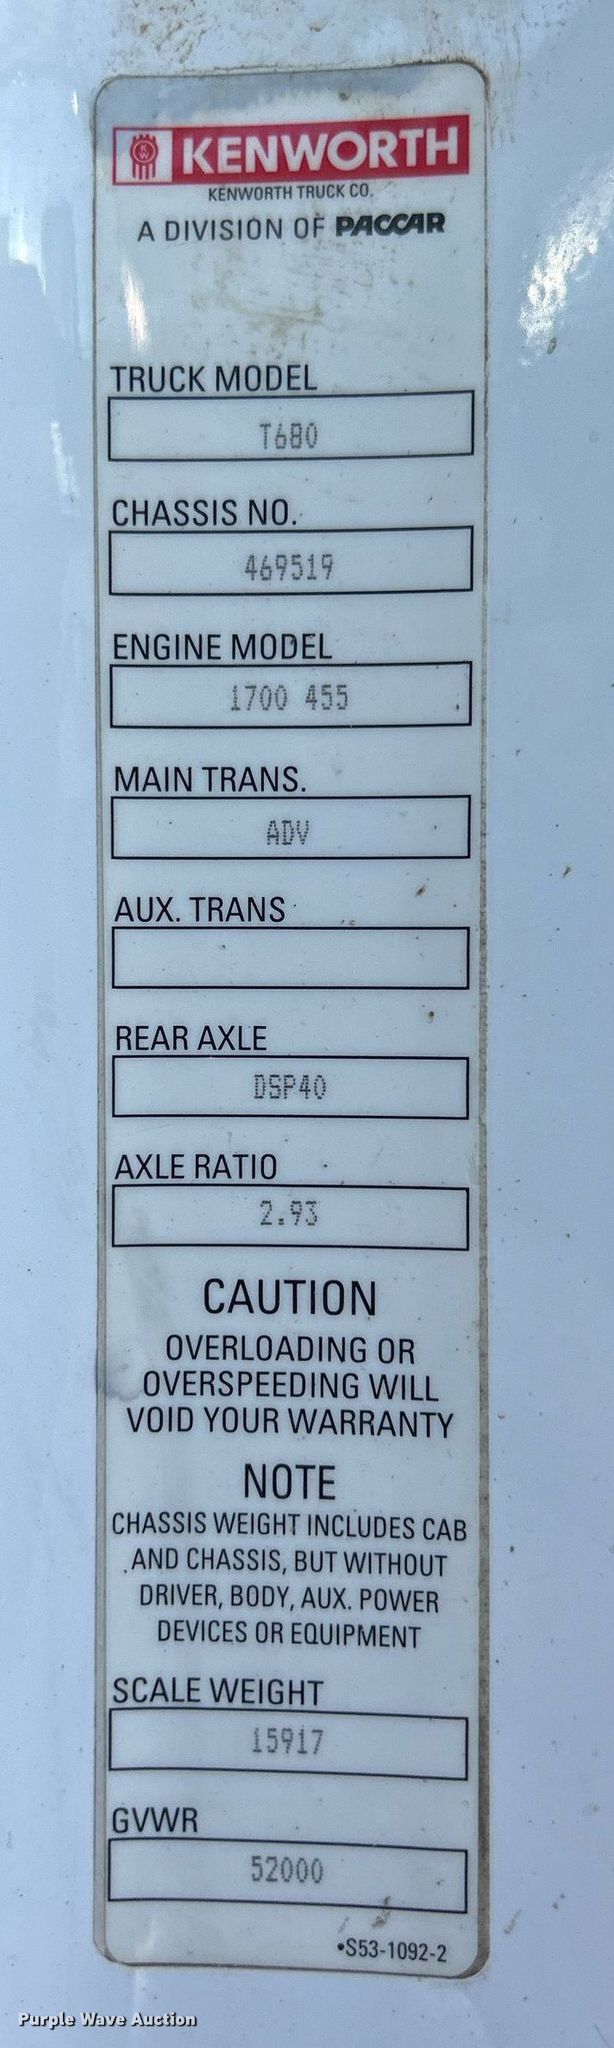 KW KENWORTH
KENWORTH TRUCK CO.
A DIVISION OF PACCAR
TRUCK MODEL
T680
CHASSIS NO.
469519
ENGINE MODEL
1700 455
MAIN TRANS.
ADV
AUX. TRANS
REAR AXLE
DSP40
AXLE RATIO
2.93
CAUTION
OVERLOADING OR
OVERSPEEDING WILL
VOID YOUR WARRANTY
NOTE
CHASSIS WEIGHT INCLUDES CAB
AND CHASSIS, BUT WITHOUT
DRIVER, BODY, AUX. POWER
DEVICES OR EQUIPMENT
SCALE WEIGHT
15917
GVWR
52000
•S53-1092-2
Purple Wave Auction